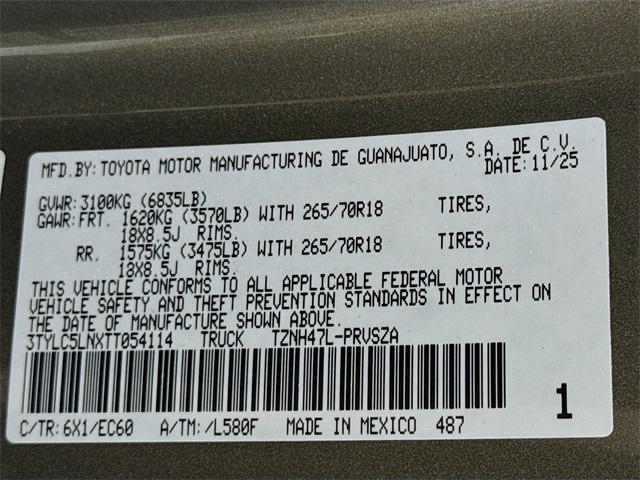 MFD.BY:TOYOTA MOTOR MANUFACTURING DE GUANAJUATO, S.A. DE C.V.
DATE:11/25
GVWR:3100KG (6835LB)
GAWR:FRT. 1620KG (3570LB) WITH 265/70R18 TIRES,
18X8.5J RIMS.
RR. 1575KG (3475LB) WITH 265/70R18 TIRES,
18X8.5J RIMS.
THIS VEHICLE CONFORMS TO ALL APPLICABLE FEDERAL MOTOR
VEHICLE SAFETY AND THEFT PREVENTION STANDARDS IN EFFECT ON
THE DATE OF MANUFACTURE SHOWN ABOVE.
3TYLC5LNXTT054114 TRUCK TZNH47L-PRVSZA
1
C/TR:6X1/EC60 A/TM:/L580F MADE IN MEXICO 487